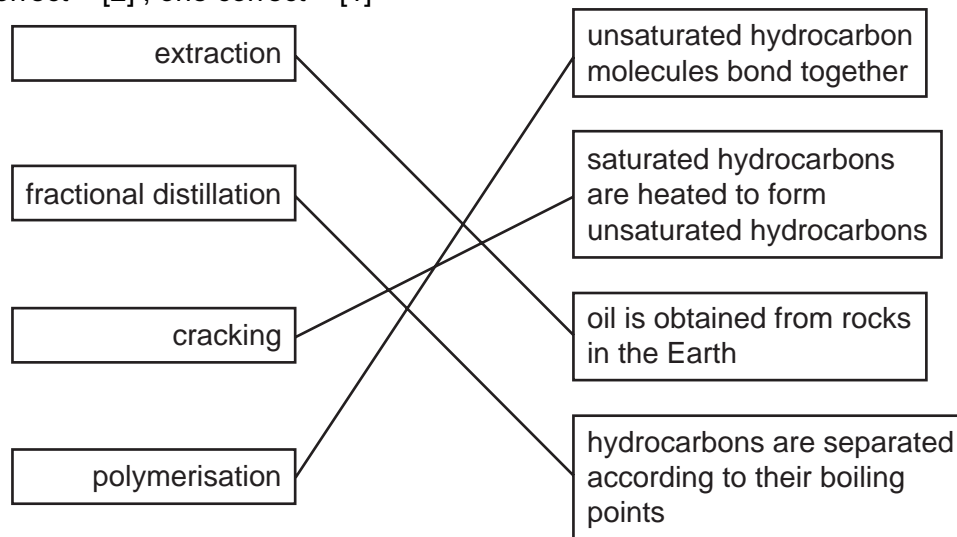 extraction
fractional distillation
cracking
polymerisation
unsaturated hydrocarbon
molecules bond together
saturated hydrocarbons
are heated to form
unsaturated hydrocarbons
oil is obtained from rocks
in the Earth
hydrocarbons are separated
according to their boiling
points